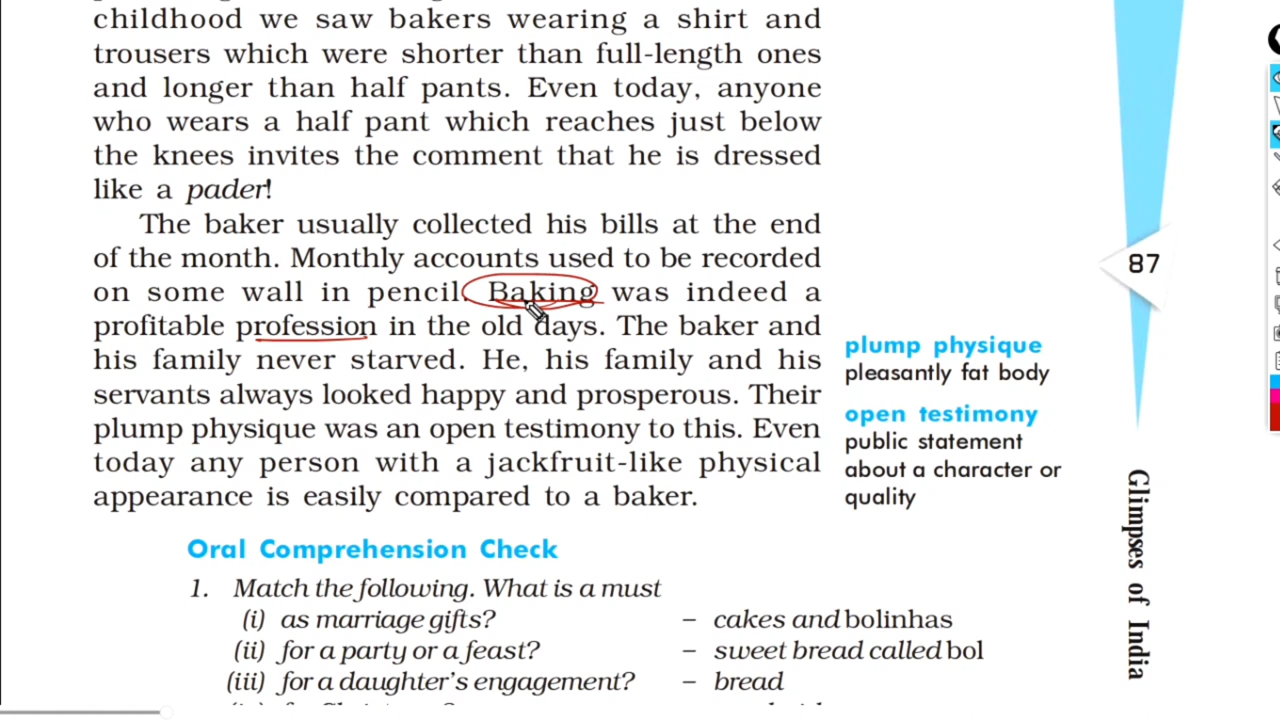 childhood we saw bakers wearing a shirt and
trousers which were shorter than full-length ones
and longer than half pants. Even today, anyone
who wears a half pant which reaches just below
the knees invites the comment that he is dressed
like a pader!
The baker usually collected his bills at the end
of the month. Monthly accounts used to be recorded
on some wall in pencil. Baking was indeed a
profitable profession in the old days. The baker and
his family never starved. He, his family and his
servants always looked happy and prosperous. Their
plump physique was an open testimony to this. Even
today any person with a jackfruit-like physical
appearance is easily compared to a baker.
87
plump physique
pleasantly fat body
open testimony
public statement
about a character or
quality
Glimpses of India
Oral Comprehension Check
1. Match the following. What is a must
(i) as marriage gifts? – cakes and bolinhas
(ii) for a party or a feast? – sweet bread called bol
(iii) for a daughter's engagement? – bread